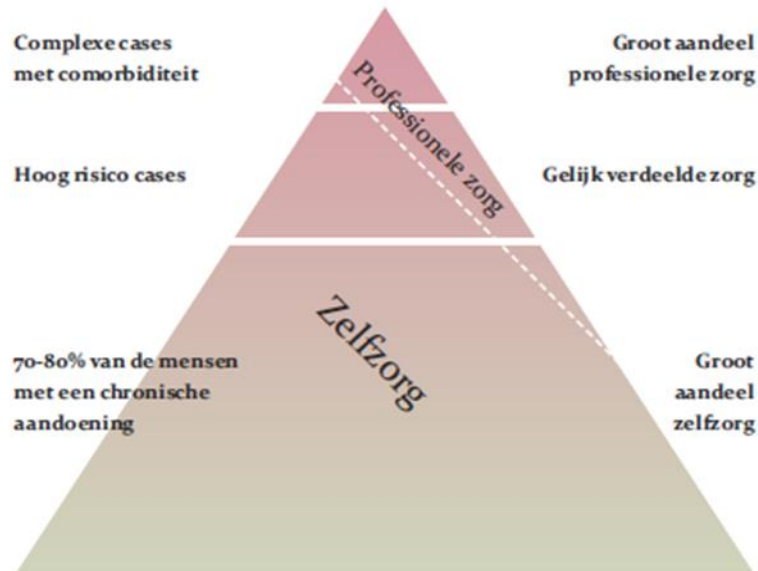 Complexe cases
met comorbiditeit
Groot aandeel
professionele zorg
Professionele zorg
Hoog risico cases
Gelijk verdeelde zorg
Zelfzorg
70-80% van de mensen
met een chronische
aandoening
Groot
aandeel
zelfzorg